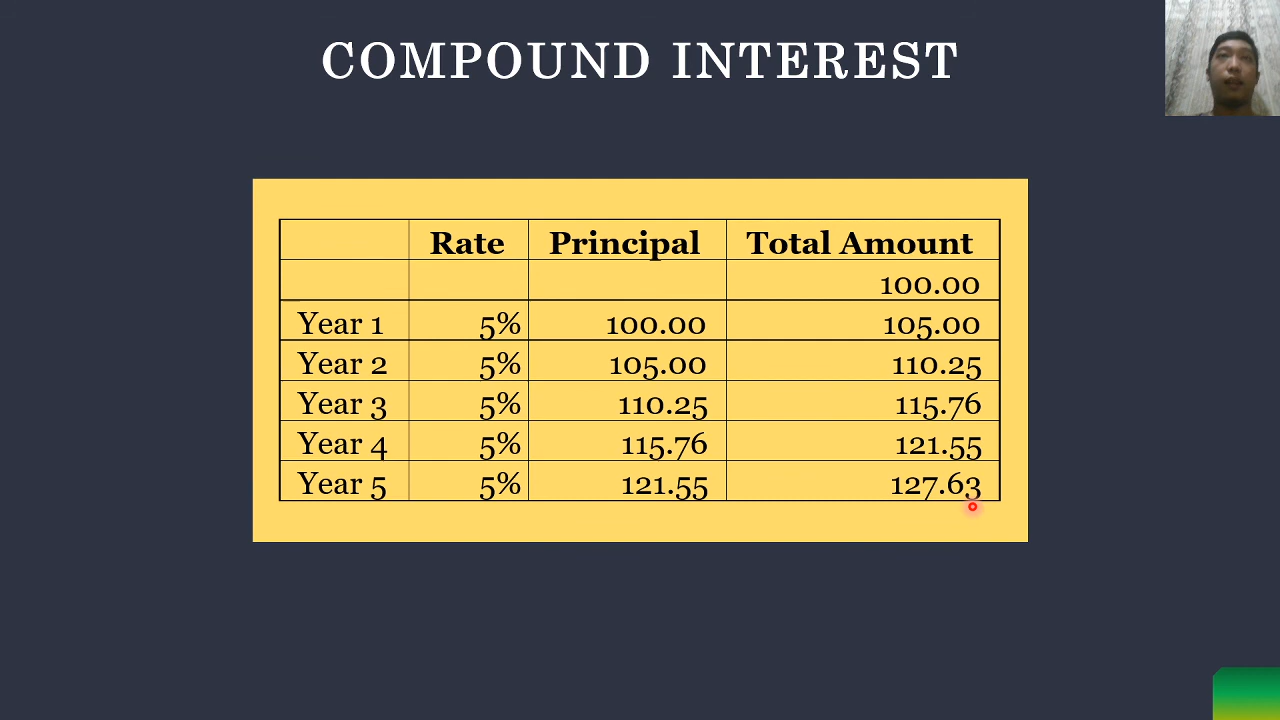 COMPOUND INTEREST
Rate Principal Total Amount
100.00
Year 1 5% 100.00 105.00
Year 2 5% 105.00 110.25
Year 3 5% 110.25 115.76
Year 4 5% 115.76 121.55
Year 5 5% 121.55 127.63